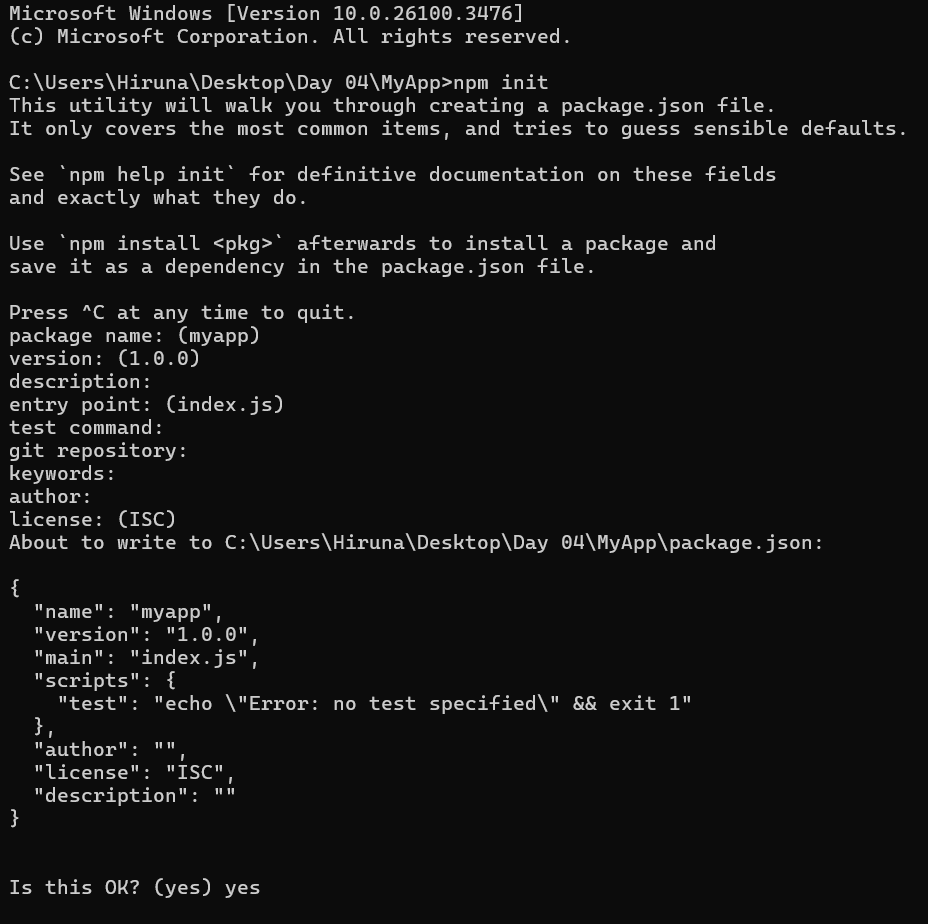 Microsoft Windows [Version 10.0.26100.3476]
(c) Microsoft Corporation. All rights reserved.
C:\Users\Hiruna\Desktop\Day 04\MyApp>npm init
This utility will walk you through creating a package.json file.
It only covers the most common items, and tries to guess sensible defaults.
See `npm help init` for definitive documentation on these fields
and exactly what they do.
Use `npm install <pkg>` afterwards to install a package and
save it as a dependency in the package.json file.
Press ^C at any time to quit.
package name: (myapp)
version: (1.0.0)
description:
entry point: (index.js)
test command:
git repository:
keywords:
author:
license: (ISC)
About to write to C:\Users\Hiruna\Desktop\Day 04\MyApp\package.json:
{
  "name": "myapp",
  "version": "1.0.0",
  "main": "index.js",
  "scripts": {
    "test": "echo \"Error: no test specified\" && exit 1"
  },
  "author": "",
  "license": "ISC",
  "description": ""
}
Is this OK? (yes) yes